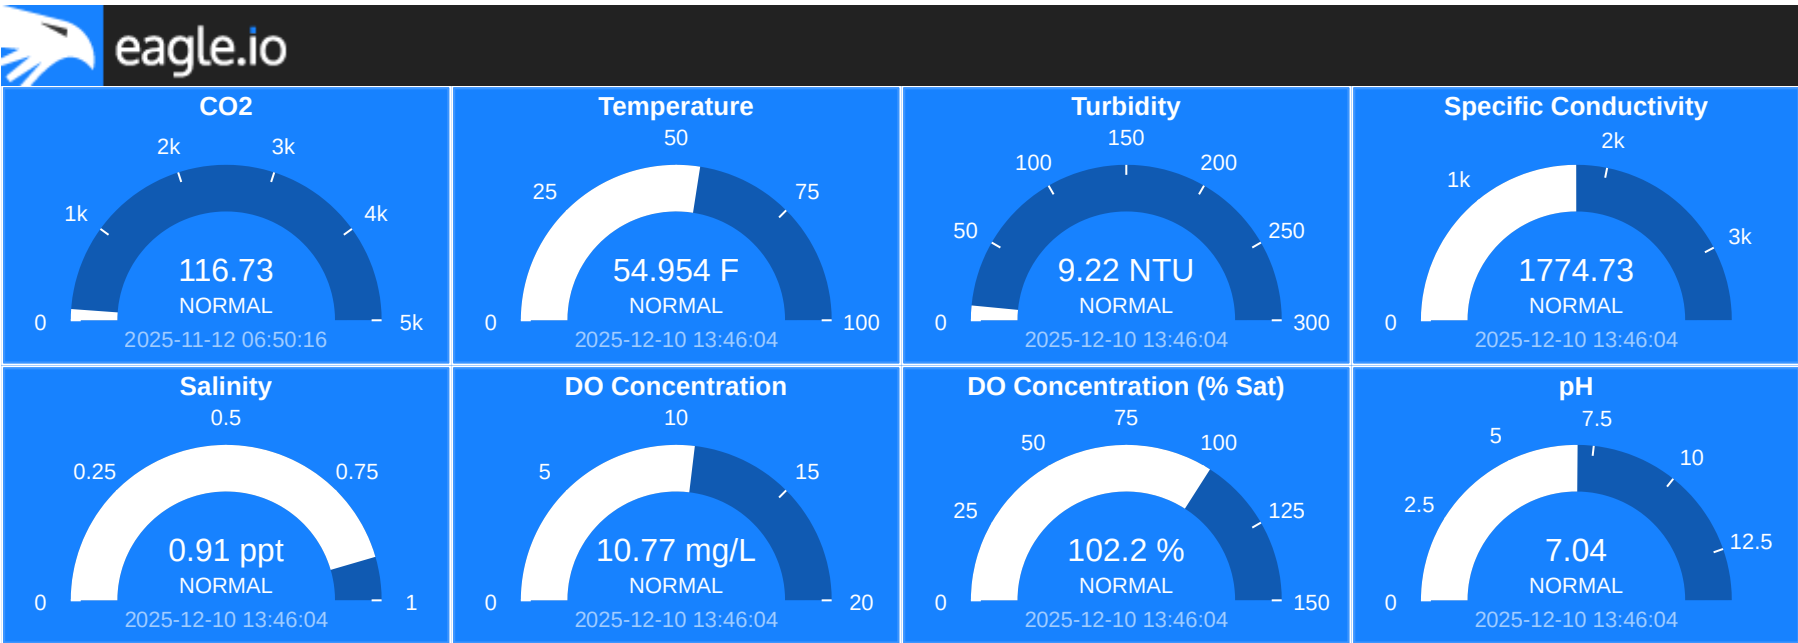 eagle.io
CO2
0
1k
2k
3k
4k
5k
116.73
NORMAL
2025-11-12 06:50:16
Temperature
0
25
50
75
100
54.954 F
NORMAL
2025-12-10 13:46:04
Turbidity
0
50
100
150
200
250
300
9.22 NTU
NORMAL
2025-12-10 13:46:04
Specific Conductivity
0
1k
2k
3k
1774.73
NORMAL
2025-12-10 13:46:04
Salinity
0
0.25
0.5
0.75
1
0.91 ppt
NORMAL
2025-12-10 13:46:04
DO Concentration
0
5
10
15
20
10.77 mg/L
NORMAL
2025-12-10 13:46:04
DO Concentration (% Sat)
0
25
50
75
100
125
150
102.2 %
NORMAL
2025-12-10 13:46:04
pH
0
2.5
5
7.5
10
12.5
7.04
NORMAL
2025-12-10 13:46:04